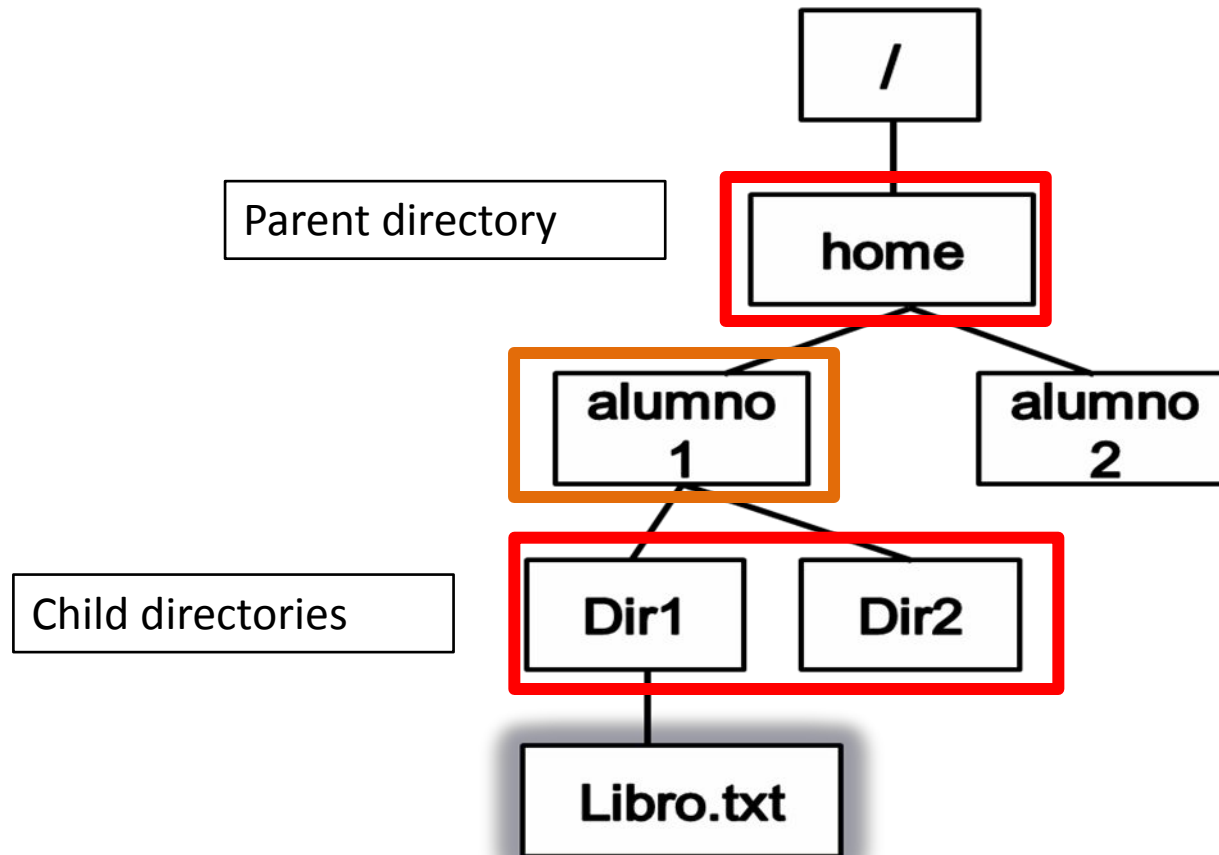 /
Parent directory
home
alumno
1
alumno
2
Child directories
Dir1
Dir2
Libro.txt